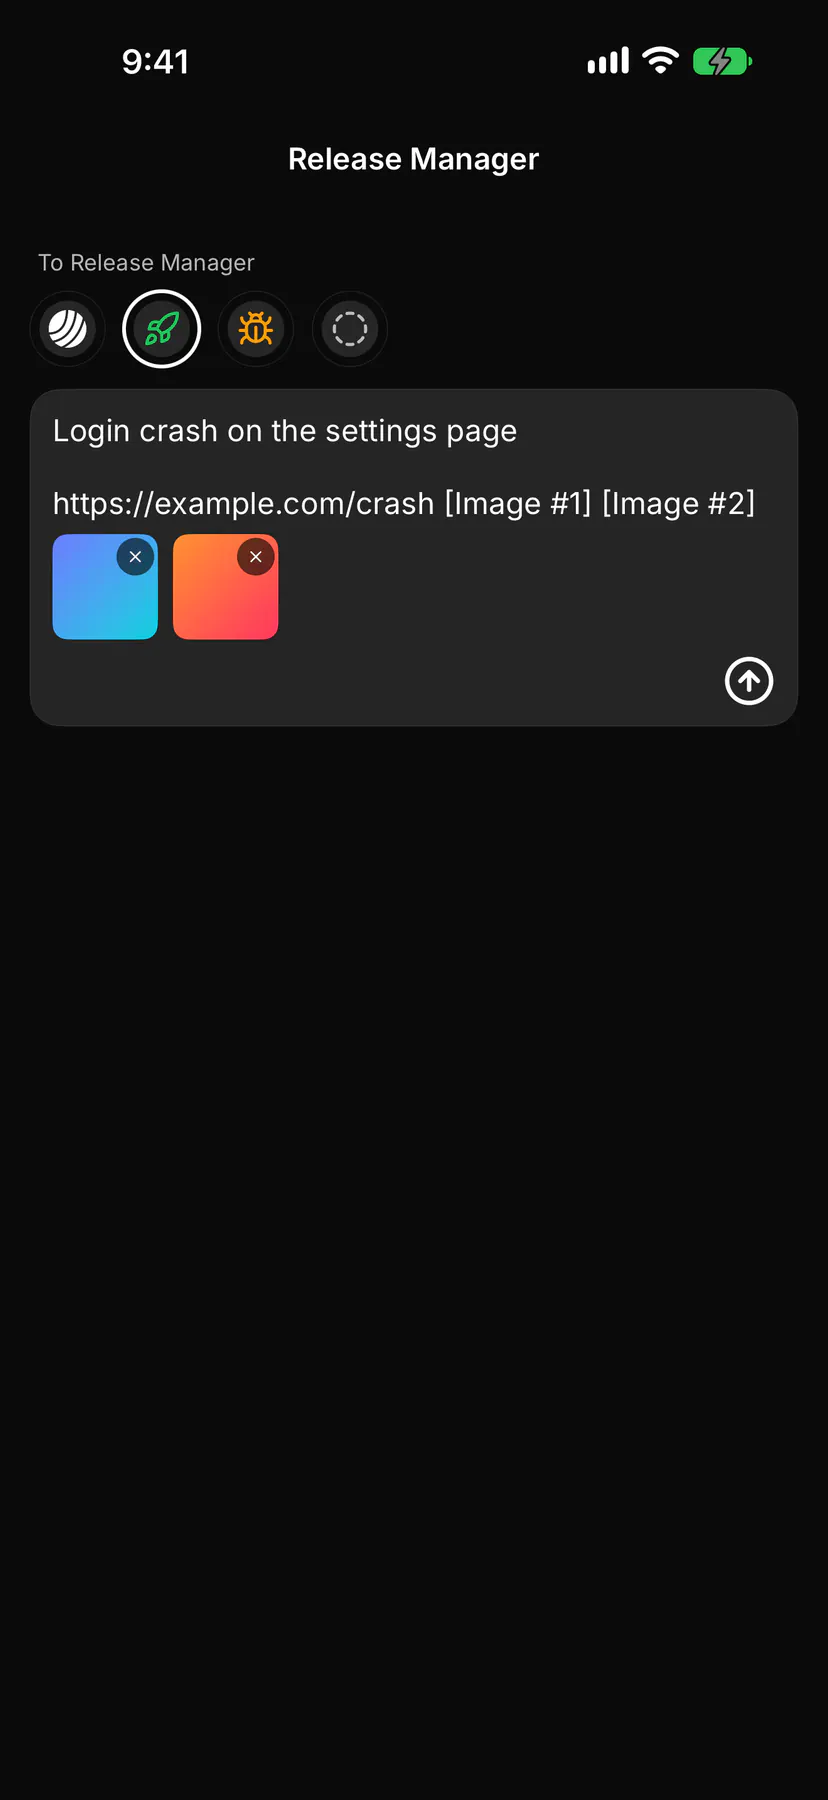 9:41
Release Manager
To Release Manager
Login crash on the settings page
https://example.com/crash [Image #1] [Image #2]